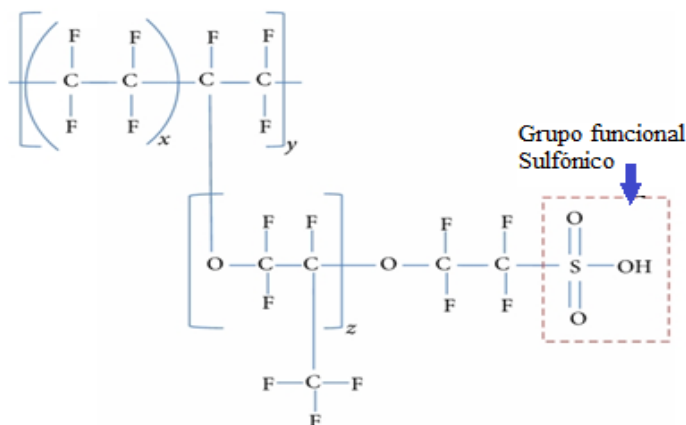 F F F F
C C C C
F F F F
x
y
Grupo funcional
Sulfónico
F F F F O
O C C O C C S OH
F F F O
z
F C F
F